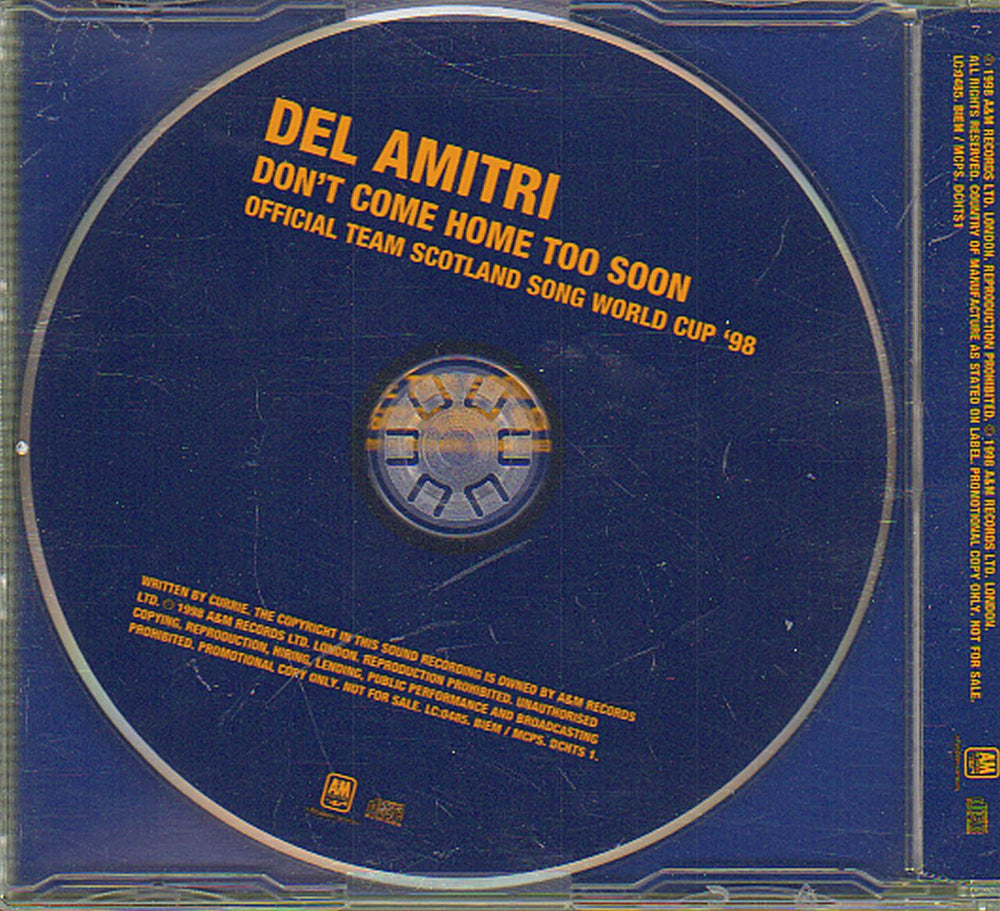 DEL AMITRI
DON'T COME HOME TOO SOON
OFFICIAL TEAM SCOTLAND SONG WORLD CUP '98
WRITTEN BY CURRIE. THE COPYRIGHT IN THIS SOUND RECORDING IS OWNED BY A&M RECORDS
LTD. ℗ 1998 A&M RECORDS LTD. LONDON. REPRODUCTION PROHIBITED. UNAUTHORISED
COPYING, REPRODUCTION, HIRING, LENDING, PUBLIC PERFORMANCE AND BROADCASTING
PROHIBITED. PROMOTIONAL COPY ONLY. NOT FOR SALE. LC:0485. BIEM / MCPS. DCHTS 1.
A&M
℗ 1998 A&M RECORDS LTD. LONDON. REPRODUCTION PROHIBITED. © 1998 A&M RECORDS LTD. LONDON.
ALL RIGHTS RESERVED. COUNTRY OF MANUFACTURE AS STATED ON LABEL. PROMOTIONAL COPY ONLY. NOT FOR SALE.
LC:0485. BIEM / MCPS. DCHTS1
A&M